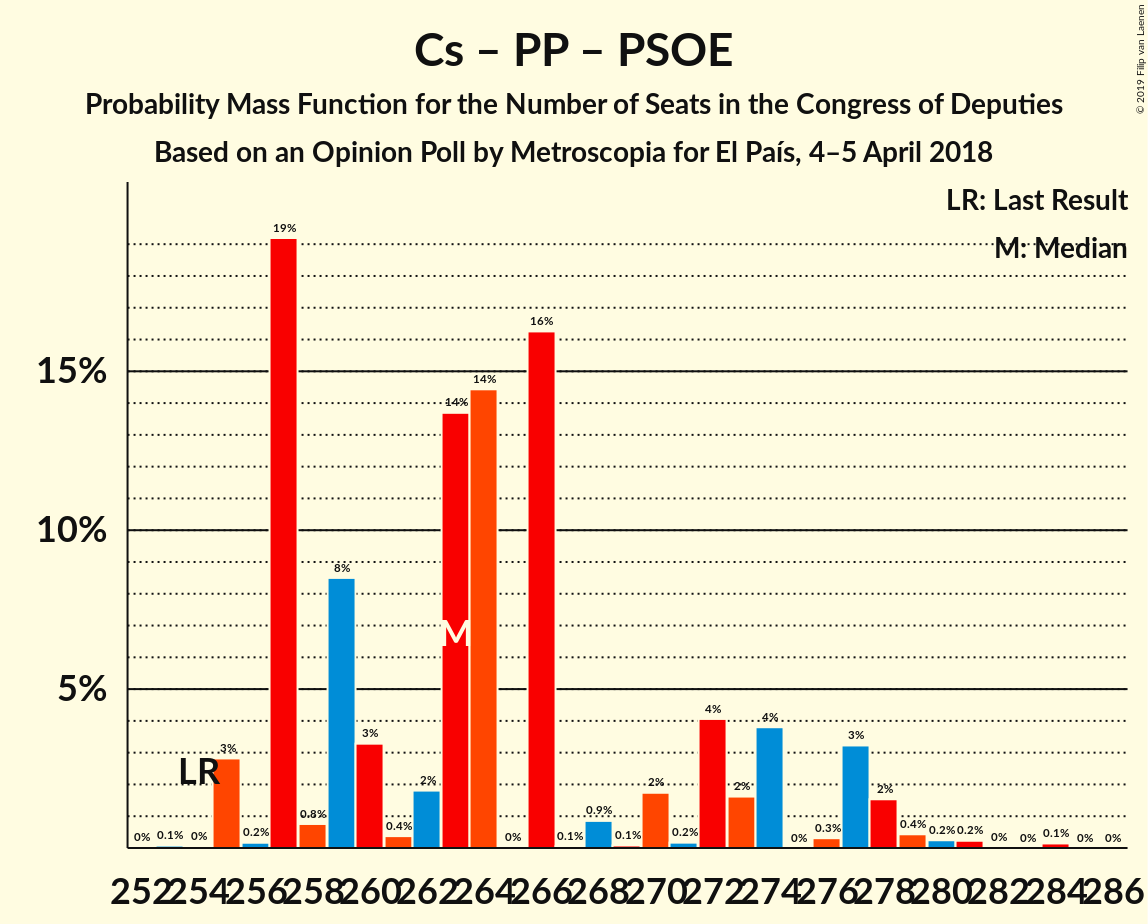 Cs – PP – PSOE
Probability Mass Function for the Number of Seats in the Congress of Deputies
Based on an Opinion Poll by Metroscopia for El País, 4–5 April 2018
© 2019 Filip van Laenen
LR: Last Result
M: Median
15%
10%
5%
0% 0.1% 0% 3% 0.2% 19% 0.8% 8% 3% 0.4% 2% 14% 14% 0% 16% 0.1% 0.9% 0.1% 2% 0.2% 4% 2% 4% 0% 0.3% 3% 2% 0.4% 0.2% 0.2% 0% 0% 0.1% 0% 0%
LR
M
252 254 256 258 260 262 264 266 268 270 272 274 276 278 280 282 284 286